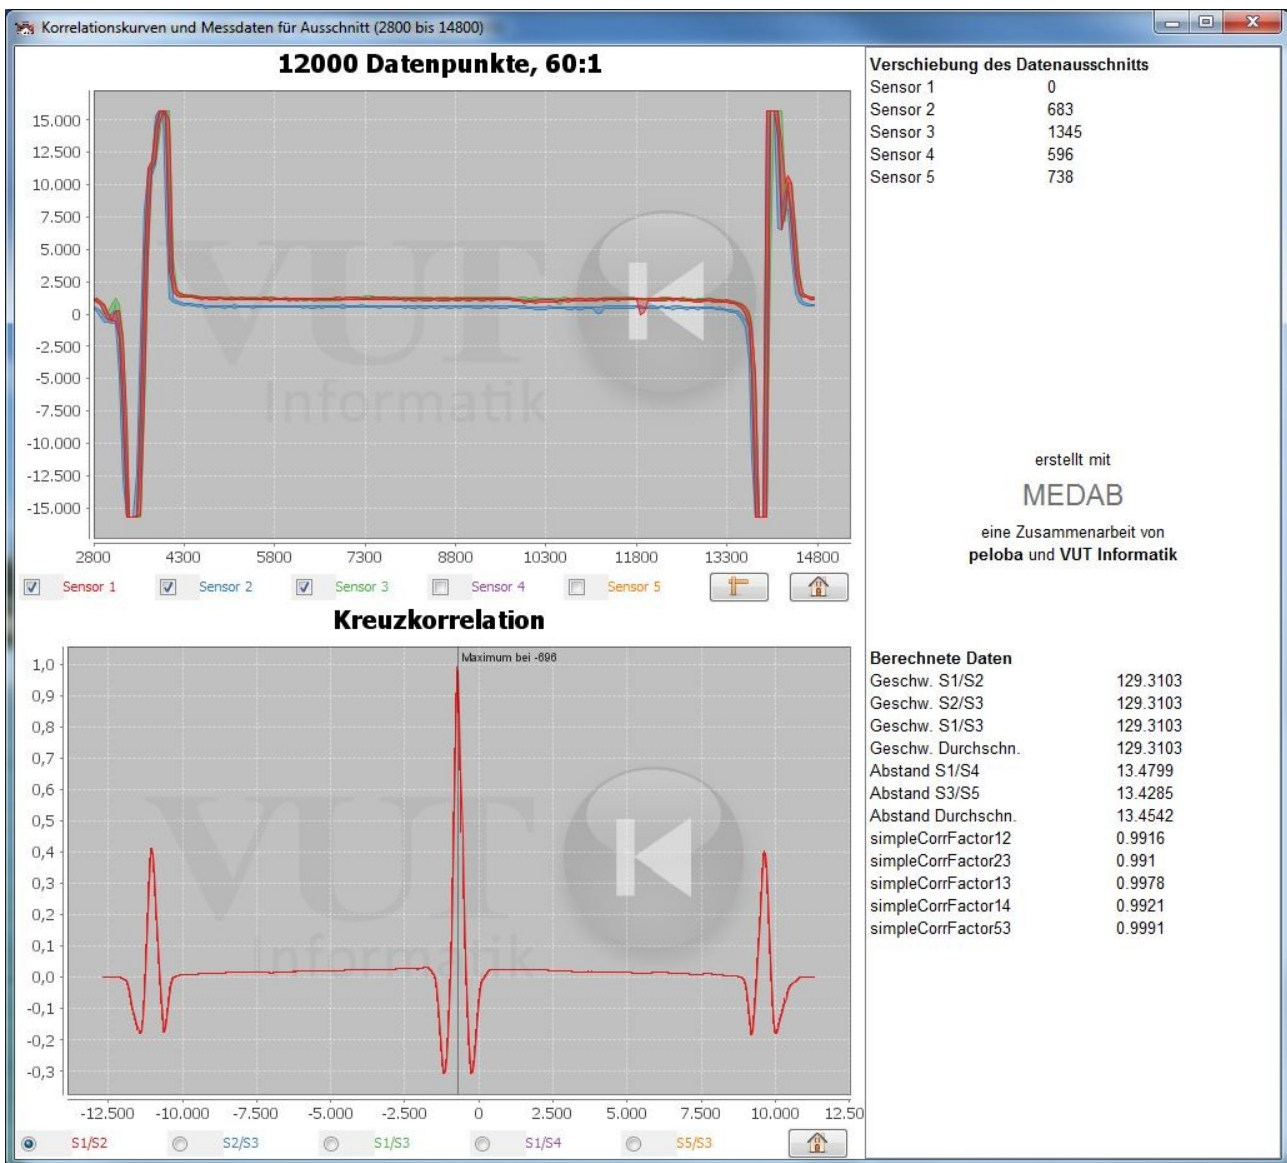 Korrelationskurven und Messdaten für Ausschnitt (2800 bis 14800)
12000 Datenpunkte, 60:1
15.000
12.500
10.000
7.500
5.000
2.500
0
-2.500
-5.000
-7.500
-10.000
-12.500
-15.000
VUT
Informatik
2800 4300 5800 7300 8800 10300 11800 13300 14800
Sensor 1 Sensor 2 Sensor 3 Sensor 4 Sensor 5
Kreuzkorrelation
Maximum bei -696
1,0
0,9
0,8
0,7
0,6
0,5
0,4
0,3
0,2
0,1
0,0
-0,1
-0,2
-0,3
VUT
Informatik
-12.500 -10.000 -7.500 -5.000 -2.500 0 2.500 5.000 7.500 10.000 12.50
S1/S2 S2/S3 S1/S3 S1/S4 S5/S3
Verschiebung des Datenausschnitts
Sensor 1 0
Sensor 2 683
Sensor 3 1345
Sensor 4 596
Sensor 5 738
erstellt mit
MEDAB
eine Zusammenarbeit von
peloba und VUT Informatik
Berechnete Daten
Geschw. S1/S2 129.3103
Geschw. S2/S3 129.3103
Geschw. S1/S3 129.3103
Geschw. Durchschn. 129.3103
Abstand S1/S4 13.4799
Abstand S3/S5 13.4285
Abstand Durchschn. 13.4542
simpleCorrFactor12 0.9916
simpleCorrFactor23 0.991
simpleCorrFactor13 0.9978
simpleCorrFactor14 0.9921
simpleCorrFactor53 0.9991